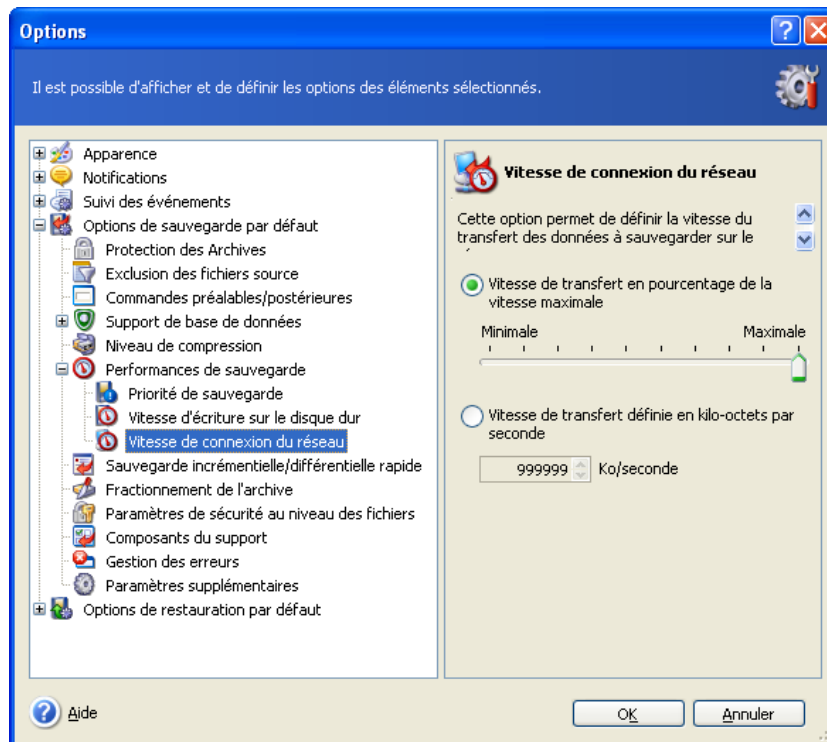 Options
Il est possible d'afficher et de définir les options des éléments sélectionnés.
Apparence
Notifications
Suivi des événements
Options de sauvegarde par défaut
Protection des Archives
Exclusion des fichiers source
Commandes préalables/postérieures
Support de base de données
Niveau de compression
Performances de sauvegarde
Priorité de sauvegarde
Vitesse d'écriture sur le disque dur
Vitesse de connexion du réseau
Sauvegarde incrémentielle/différentielle rapide
Fractionnement de l'archive
Paramètres de sécurité au niveau des fichiers
Composants du support
Gestion des erreurs
Paramètres supplémentaires
Options de restauration par défaut
Vitesse de connexion du réseau
Cette option permet de définir la vitesse du
transfert des données à sauvegarder sur le
Vitesse de transfert en pourcentage de la
vitesse maximale
Minimale Maximale
Vitesse de transfert définie en kilo-octets par
seconde
999999 Ko/seconde
Aide
OK Annuler